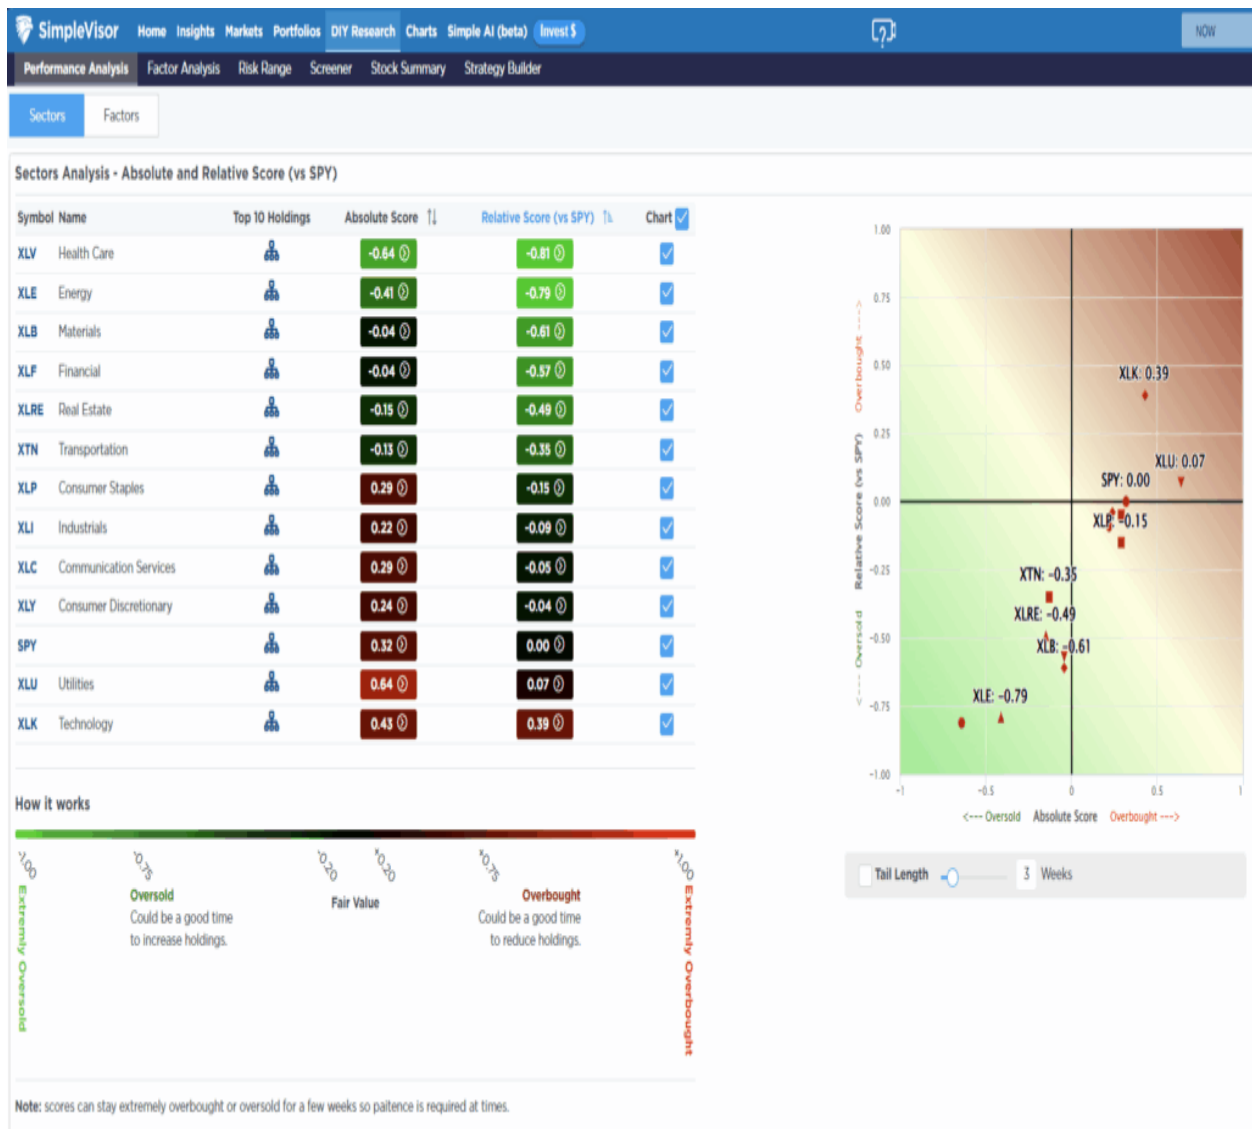 SimpleVisor Home Insights Markets Portfolios DIY Research Charts Simple AI (beta) Invest $ NOW
Performance Analysis Factor Analysis Risk Range Screener Stock Summary Strategy Builder
Sectors Factors
Sectors Analysis - Absolute and Relative Score (vs SPY)
Symbol Name Top 10 Holdings Absolute Score Relative Score (vs SPY) Chart
XLV Health Care -0.64 -0.81
XLE Energy -0.41 -0.79
XLB Materials -0.04 -0.61
XLF Financial -0.04 -0.57
XLRE Real Estate -0.15 -0.49
XTN Transportation -0.13 -0.35
XLP Consumer Staples 0.29 -0.15
XLI Industrials 0.22 -0.09
XLC Communication Services 0.29 -0.05
XLY Consumer Discretionary 0.24 -0.04
SPY 0.32 0.00
XLU Utilities 0.64 0.07
XLK Technology 0.43 0.39
How it works
-1.00 -0.75 -0.20 +0.20 +0.75 +1.00
Extremly Oversold
Oversold
Could be a good time
to increase holdings.
Fair Value
Overbought
Could be a good time
to reduce holdings.
Extremly Overbought
Note: scores can stay extremely overbought or oversold for a few weeks so paitence is required at times.
<--- Oversold Relative Score (vs SPY) Overbought --->
1.00
0.75
0.50
0.25
0.00
-0.25
-0.50
-0.75
-1.00
XLK: 0.39
XLU: 0.07
SPY: 0.00
XLP: -0.15
XTN: -0.35
XLRE: -0.49
XLB: -0.61
XLE: -0.79
-1 -0.5 0 0.5 1
<--- Oversold Absolute Score Overbought --->
Tail Length 3 Weeks